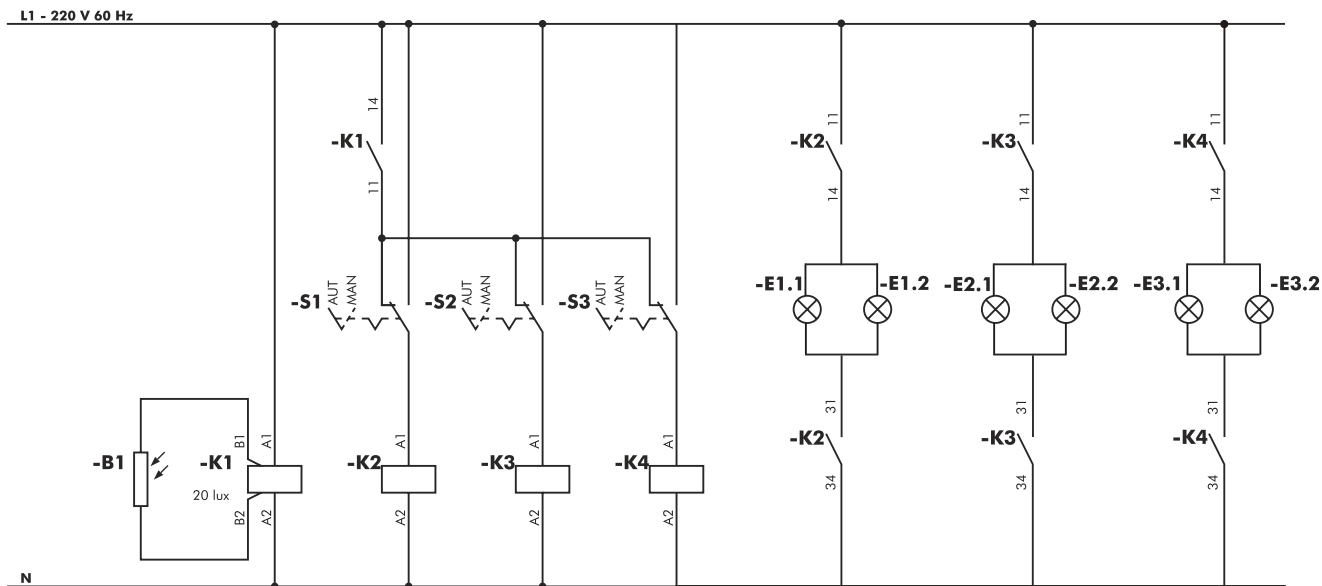 L1 - 220 V 60 Hz
14
11
11
11
-K1
-K2
-K3
-K4
11
14
14
14
AUT
MAN
AUT
MAN
AUT
MAN
-S1
-S2
-S3
-E1.1
-E1.2
-E2.1
-E2.2
-E3.1
-E3.2
31
31
31
B1
A1
A1
A1
A1
-K2
-K3
-K4
-B1
-K1
-K2
-K3
-K4
20 lux
34
34
34
B2
A2
A2
A2
A2
N